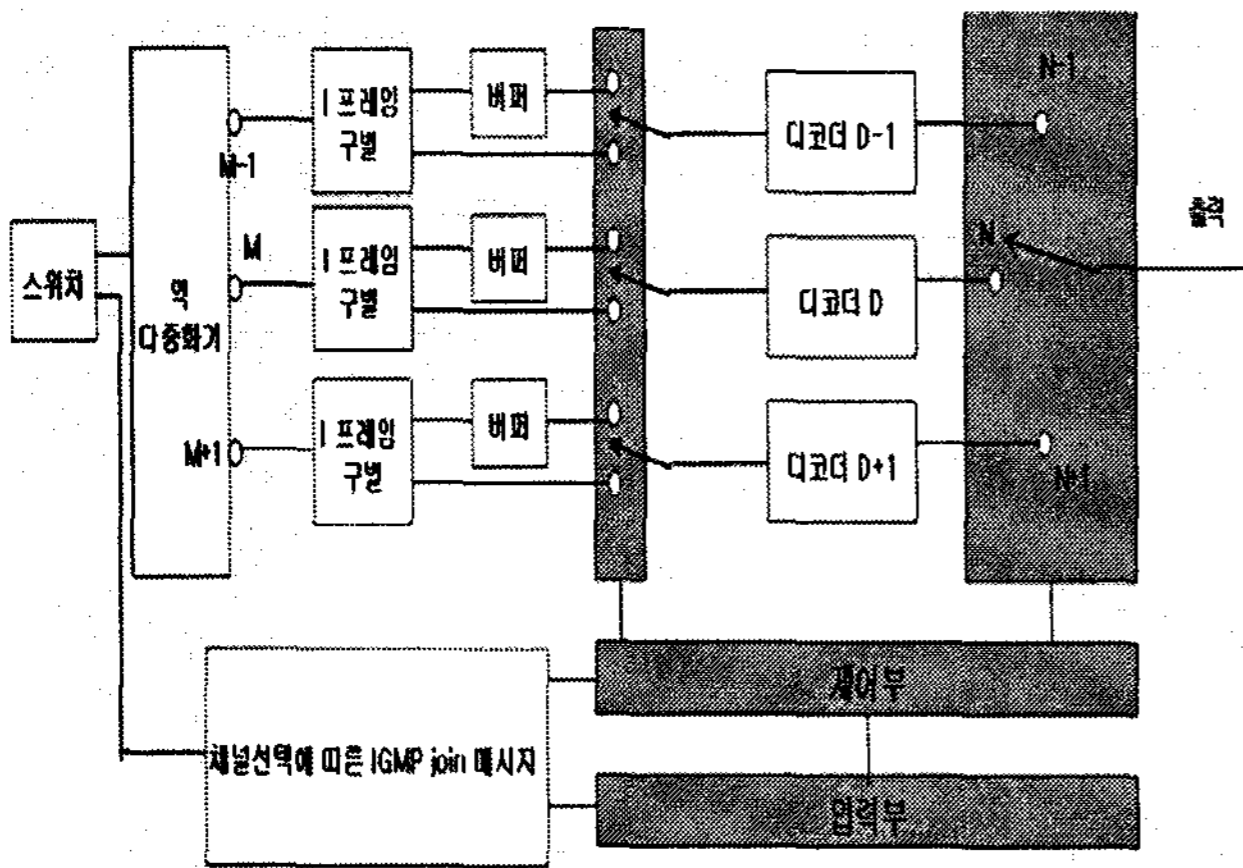 I 프레임
구별
버퍼
M-1
디코더 D-1
N-1
스위치
역
다중화기
M
I 프레임
구별
버퍼
디코더 D
N
출력
M+1
I 프레임
구별
버퍼
디코더 D+1
N+1
채널선택에 따른 IGMP join 메시지
제어부
입력부